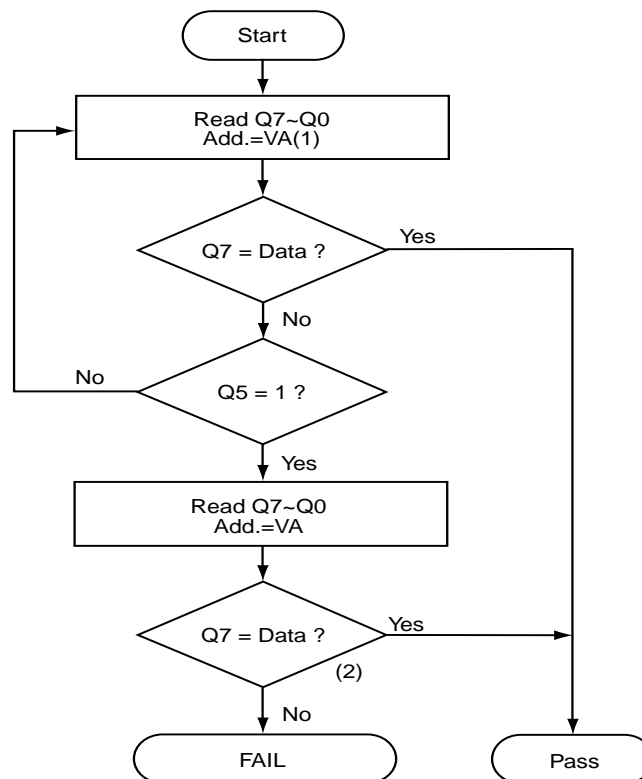 Start
Read Q7~Q0
Add.=VA(1)
Q7 = Data ?
Yes
No
No
Q5 = 1 ?
Yes
Read Q7~Q0
Add.=VA
Q7 = Data ?
Yes
(2)
No
FAIL
Pass